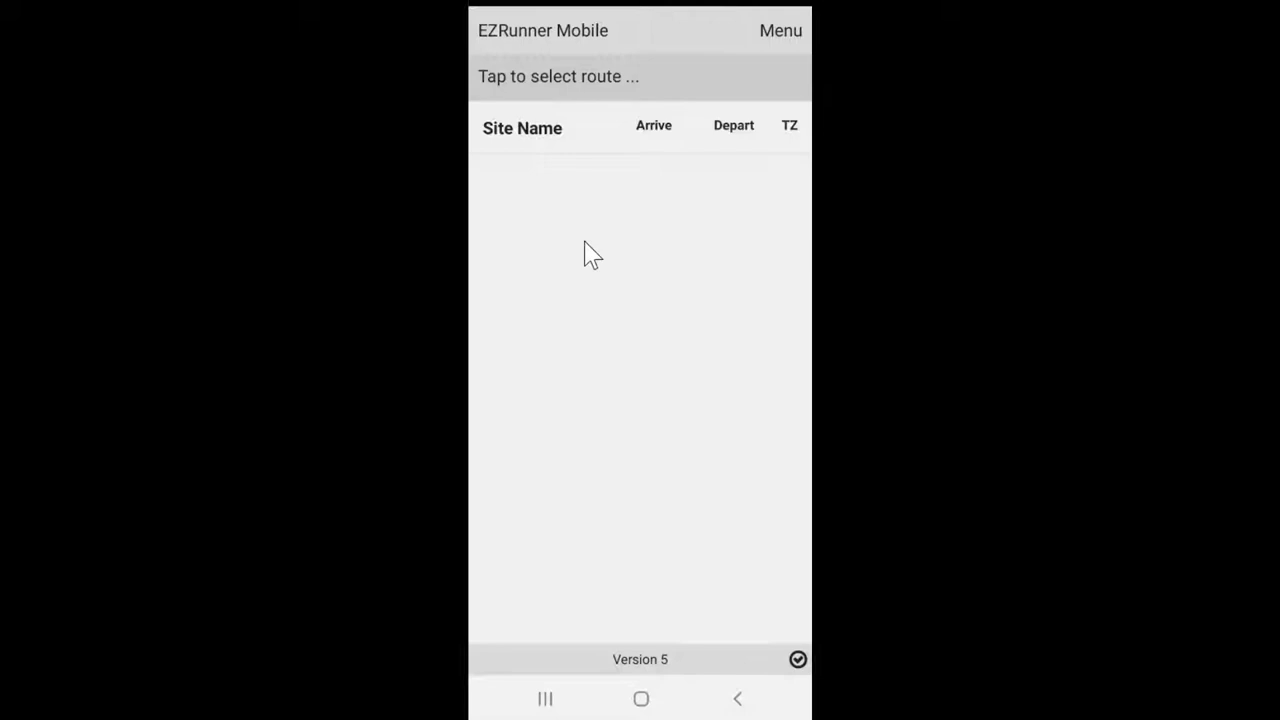 EZRunner Mobile Menu
Tap to select route ...
Site Name Arrive Depart TZ
Version 5